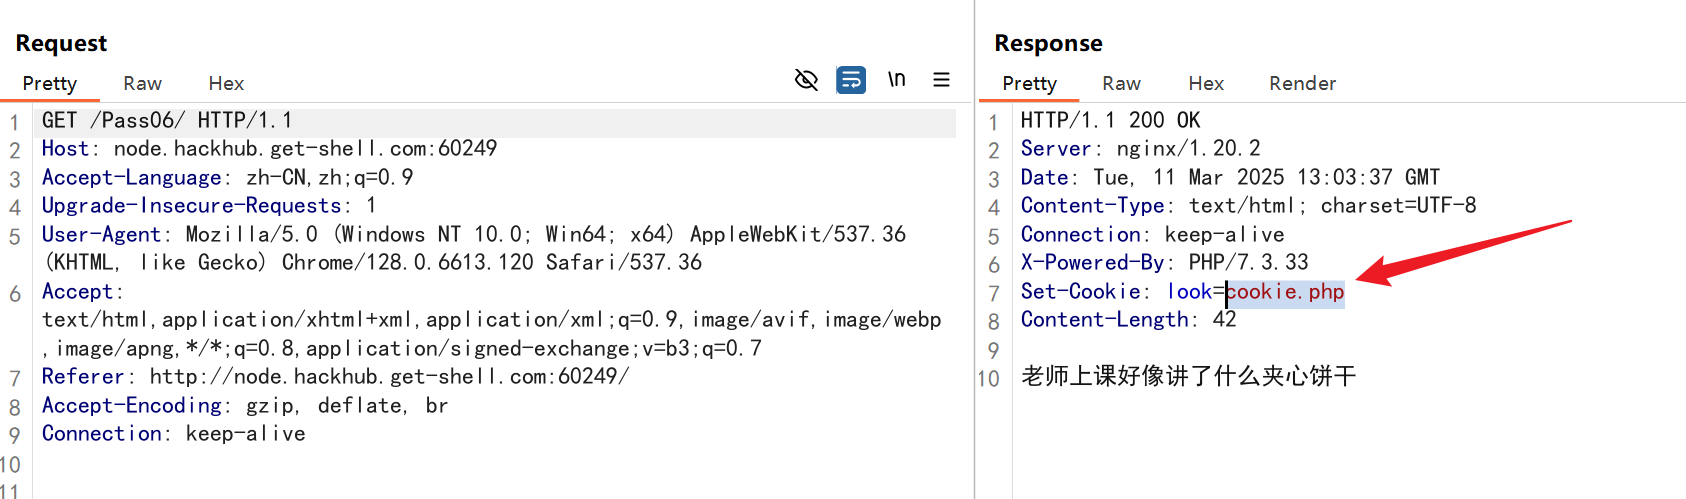 Request
Pretty Raw Hex
\n
1 GET /Pass06/ HTTP/1.1
2 Host: node.hackhub.get-shell.com:60249
3 Accept-Language: zh-CN,zh;q=0.9
4 Upgrade-Insecure-Requests: 1
5 User-Agent: Mozilla/5.0 (Windows NT 10.0; Win64; x64) AppleWebKit/537.36
(KHTML, like Gecko) Chrome/128.0.6613.120 Safari/537.36
6 Accept:
text/html,application/xhtml+xml,application/xml;q=0.9,image/avif,image/webp
,image/apng,*/*;q=0.8,application/signed-exchange;v=b3;q=0.7
7 Referer: http://node.hackhub.get-shell.com:60249/
8 Accept-Encoding: gzip, deflate, br
9 Connection: keep-alive
10
11
Response
Pretty Raw Hex Render
1 HTTP/1.1 200 OK
2 Server: nginx/1.20.2
3 Date: Tue, 11 Mar 2025 13:03:37 GMT
4 Content-Type: text/html; charset=UTF-8
5 Connection: keep-alive
6 X-Powered-By: PHP/7.3.33
7 Set-Cookie: look=cookie.php
8 Content-Length: 42
9
10 老师上课好像讲了什么夹心饼干